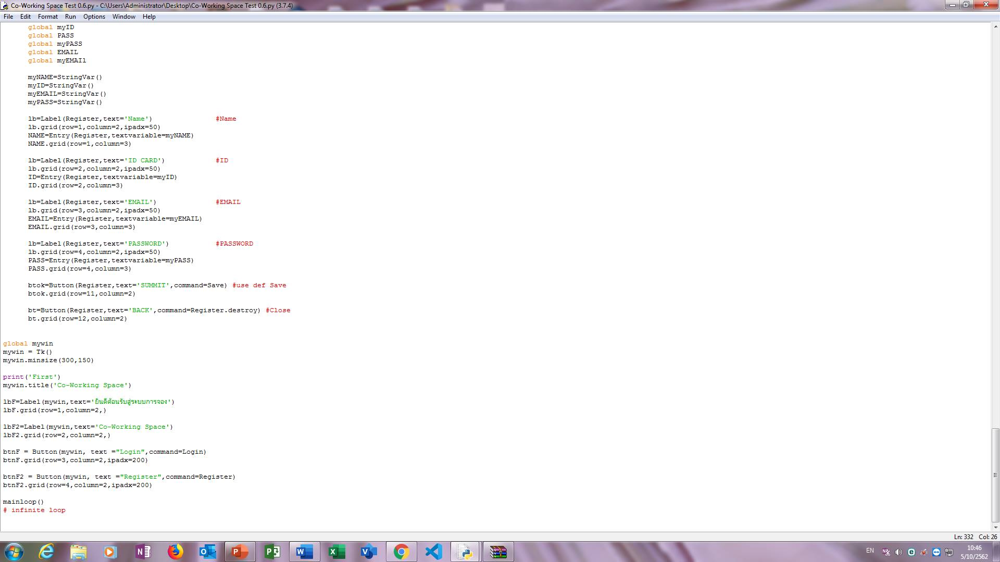 Co-Working Space Test 0.6.py - C:\Users\Administrator\Desktop\Co-Working Space Test 0.6.py (3.7.4)
File Edit Format Run Options Window Help
global myID
global PASS
global myPASS
global EMAIL
global myEMAIl
myNAME=StringVar()
myID=StringVar()
myEMAIL=StringVar()
myPASS=StringVar()
lb=Label(Register,text='Name') #Name
lb.grid(row=1,column=2,ipadx=50)
NAME=Entry(Register,textvariable=myNAME)
NAME.grid(row=1,column=3)
lb=Label(Register,text='ID CARD') #ID
lb.grid(row=2,column=2,ipadx=50)
ID=Entry(Register,textvariable=myID)
ID.grid(row=2,column=3)
lb=Label(Register,text='EMAIL') #EMAIL
lb.grid(row=3,column=2,ipadx=50)
EMAIL=Entry(Register,textvariable=myEMAIL)
EMAIL.grid(row=3,column=3)
lb=Label(Register,text='PASSWORD') #PASSWORD
lb.grid(row=4,column=2,ipadx=50)
PASS=Entry(Register,textvariable=myPASS)
PASS.grid(row=4,column=3)
btok=Button(Register,text='SUMMIT',command=Save) #use def Save
btok.grid(row=11,column=2)
bt=Button(Register,text='BACK',command=Register.destroy) #Close
bt.grid(row=12,column=2)
global mywin
mywin = Tk()
mywin.minsize(300,150)
print('First')
mywin.title('Co-Working Space')
lbF=Label(mywin,text='ยินดีต้อนรับสู่ระบบการจอง')
lbF.grid(row=1,column=2,)
lbF2=Label(mywin,text='Co-Working Space')
lbF2.grid(row=2,column=2,)
btnF = Button(mywin, text ="Login",command=Login)
btnF.grid(row=3,column=2,ipadx=200)
btnF2 = Button(mywin, text ="Register",command=Register)
btnF2.grid(row=4,column=2,ipadx=200)
mainloop()
# infinite loop
Ln: 332 Col: 26
EN
10:46
5/10/2562